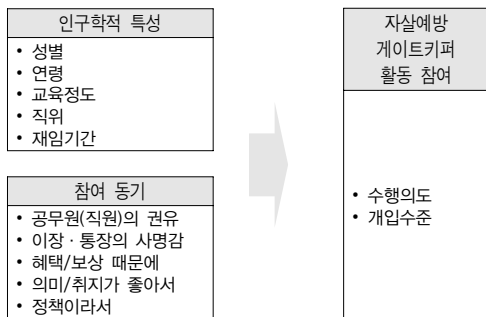 인구학적 특성
• 성별
• 연령
• 교육정도
• 직위
• 재임기간
참여 동기
• 공무원(직원)의 권유
• 이장 · 통장의 사명감
• 혜택/보상 때문에
• 의미/취지가 좋아서
• 정책이라서
자살예방
게이트키퍼
활동 참여
• 수행의도
• 개입수준